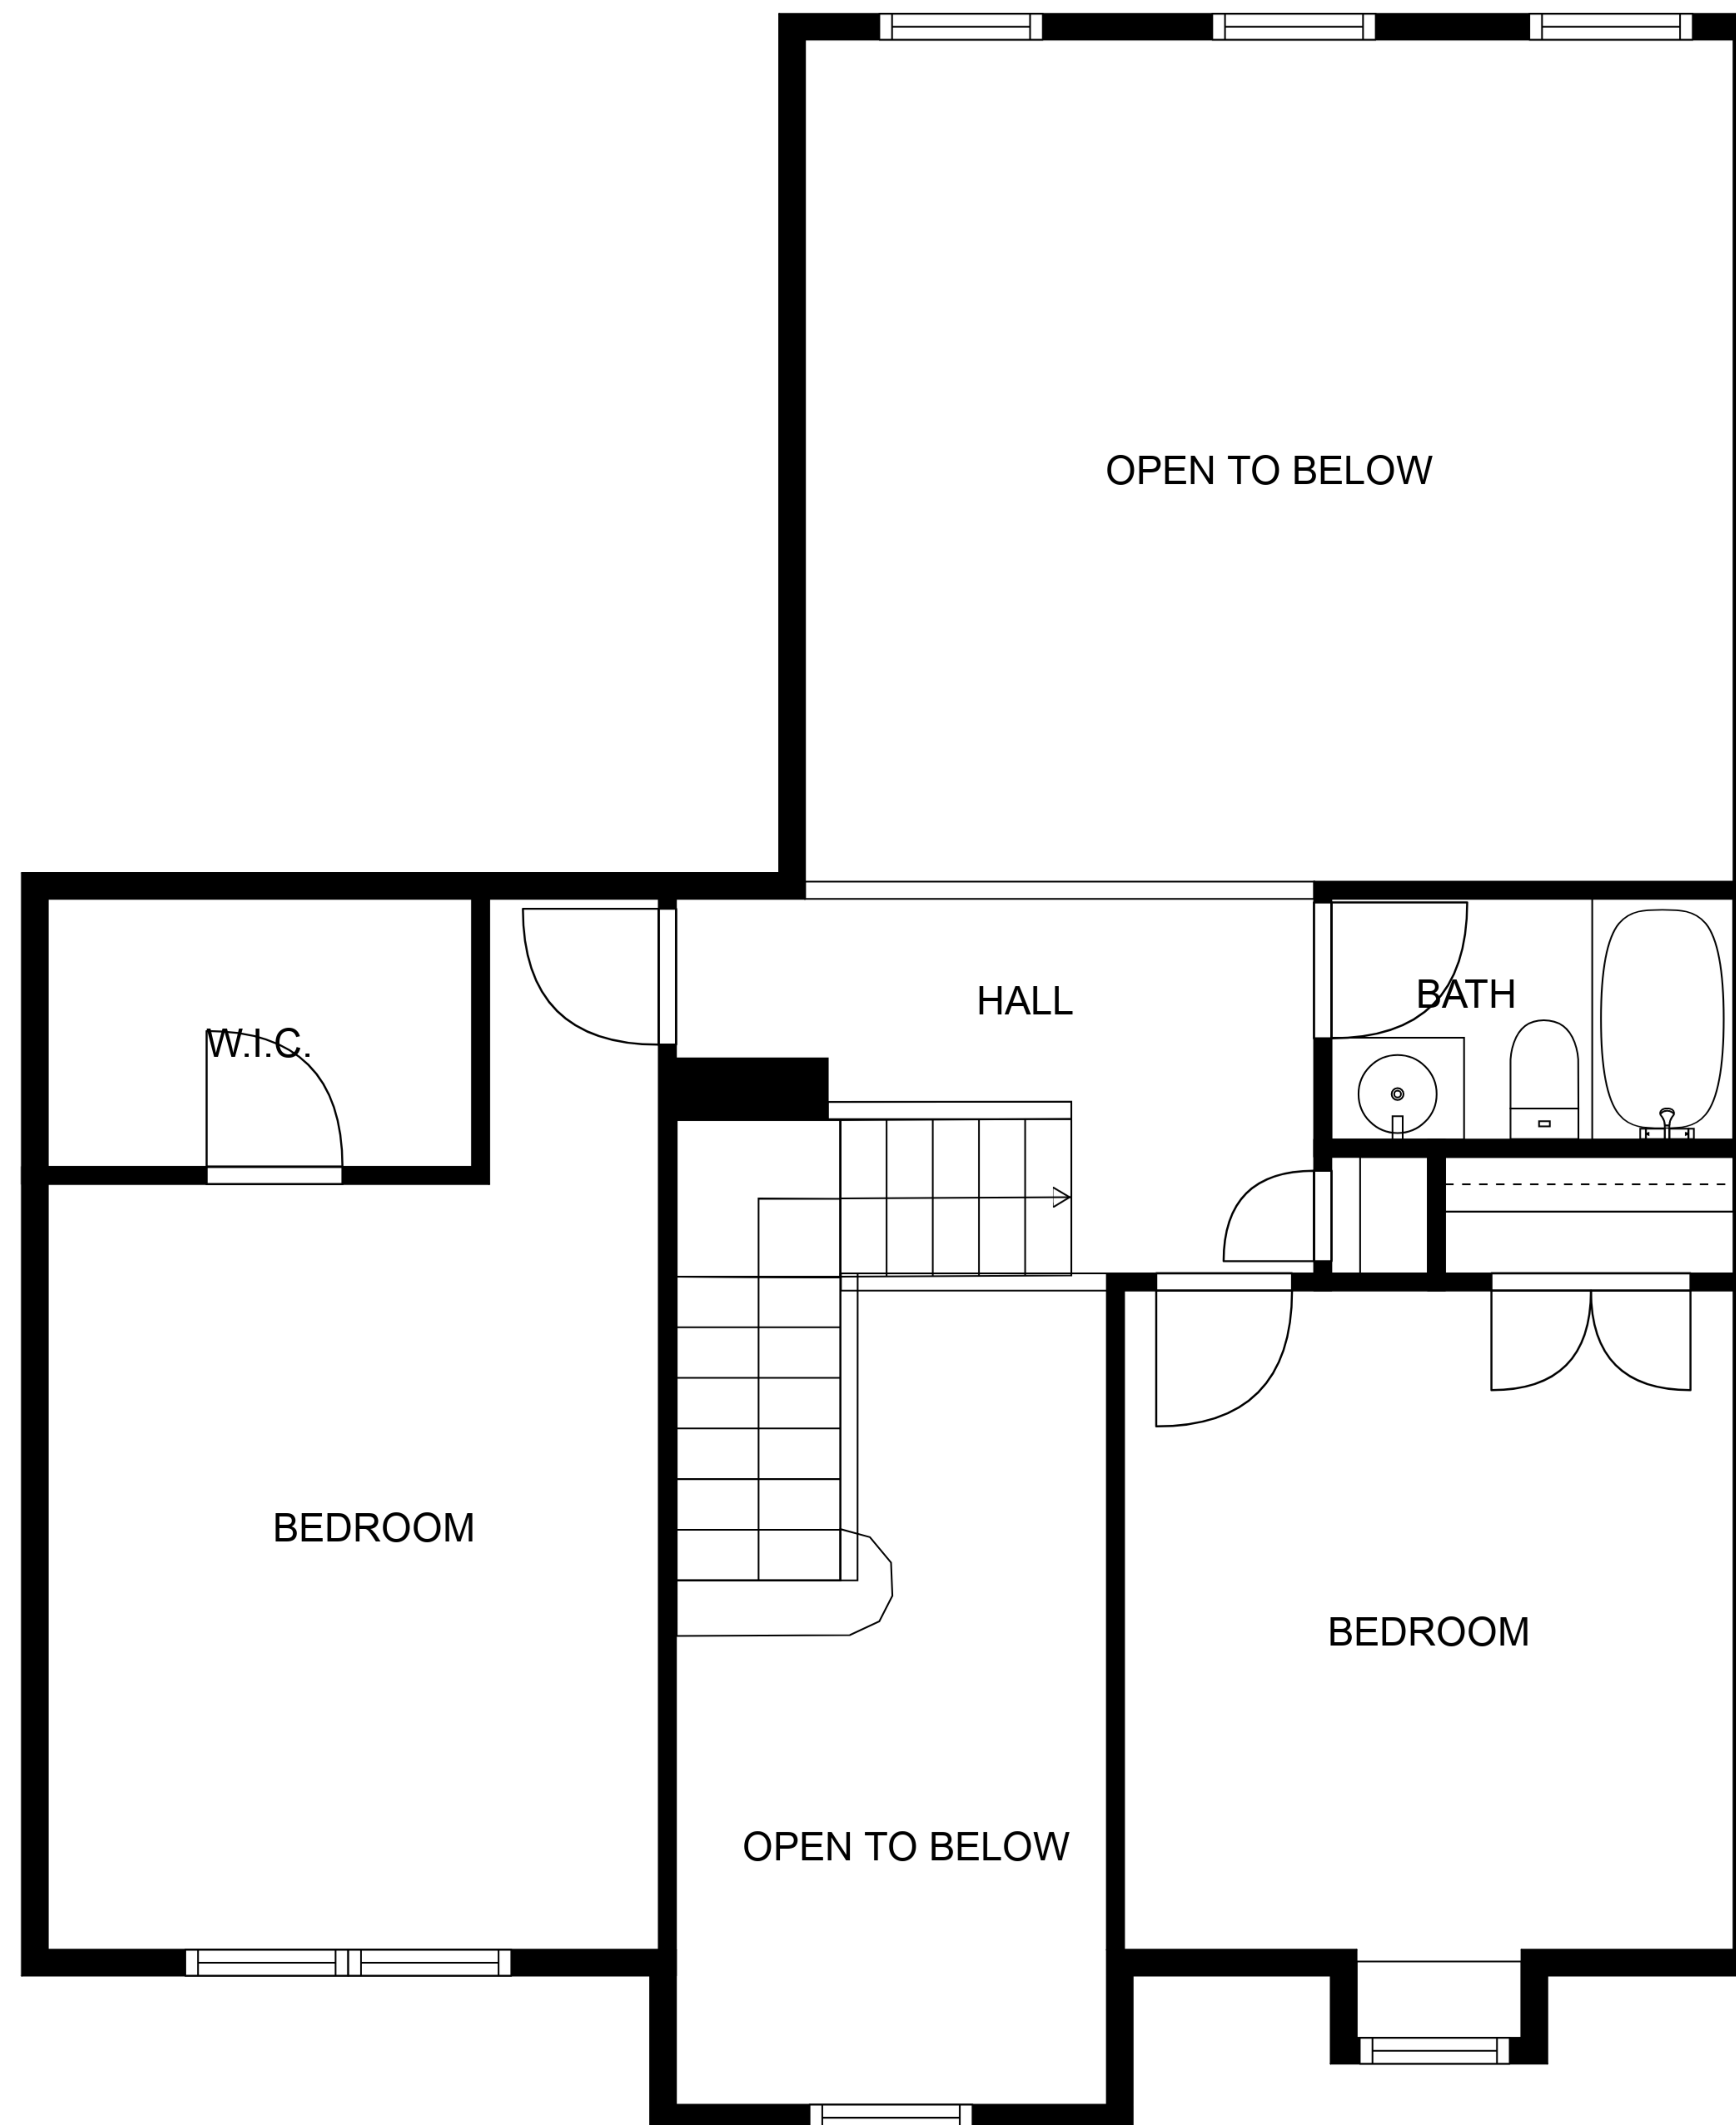 OPEN TO BELOW
BATH
HALL
W.I.C.
BEDROOM
BEDROOM
OPEN TO BELOW